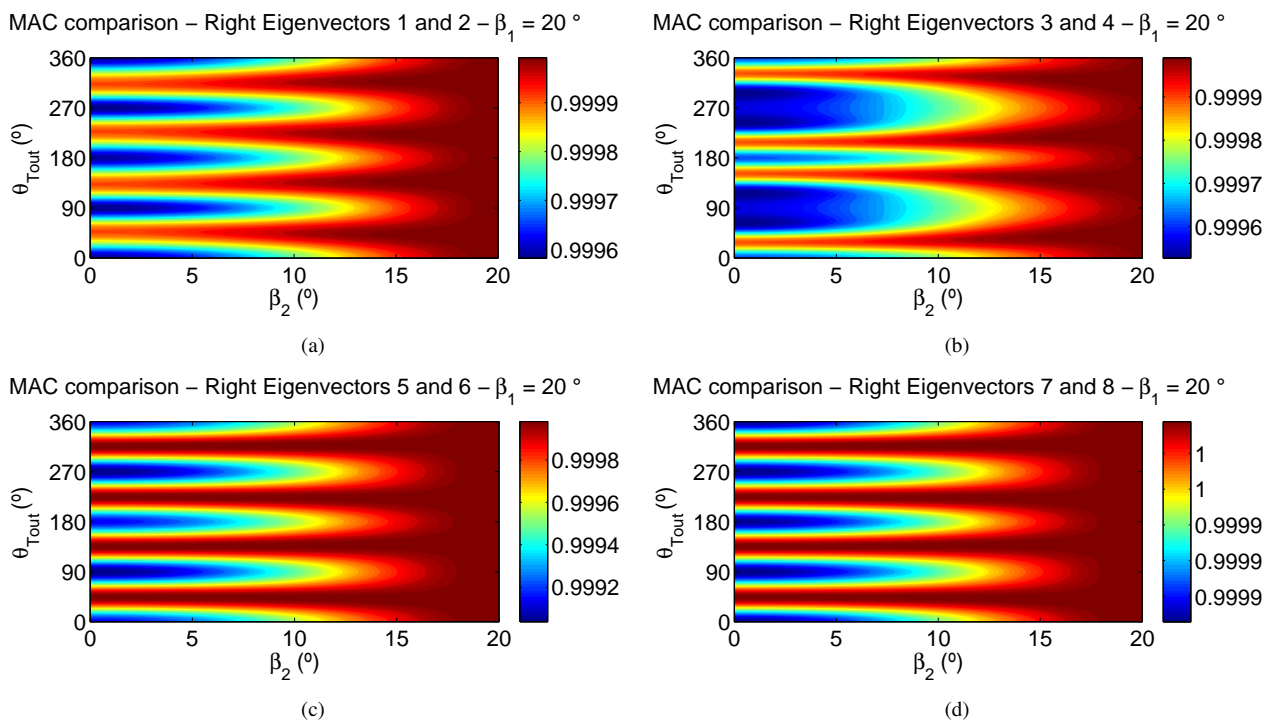 MAC comparison − Right Eigenvectors 1 and 2 − β1 = 20 °
360
270
180
90
0
θTout (º)
0 5 10 15 20
β2 (º)
0.9999
0.9998
0.9997
0.9996
(a)
MAC comparison − Right Eigenvectors 3 and 4 − β1 = 20 °
360
270
180
90
0
θTout (º)
0 5 10 15 20
β2 (º)
0.9999
0.9998
0.9997
0.9996
(b)
MAC comparison − Right Eigenvectors 5 and 6 − β1 = 20 °
360
270
180
90
0
θTout (º)
0 5 10 15 20
β2 (º)
0.9998
0.9996
0.9994
0.9992
(c)
MAC comparison − Right Eigenvectors 7 and 8 − β1 = 20 °
360
270
180
90
0
θTout (º)
0 5 10 15 20
β2 (º)
1
1
0.9999
0.9999
0.9999
(d)